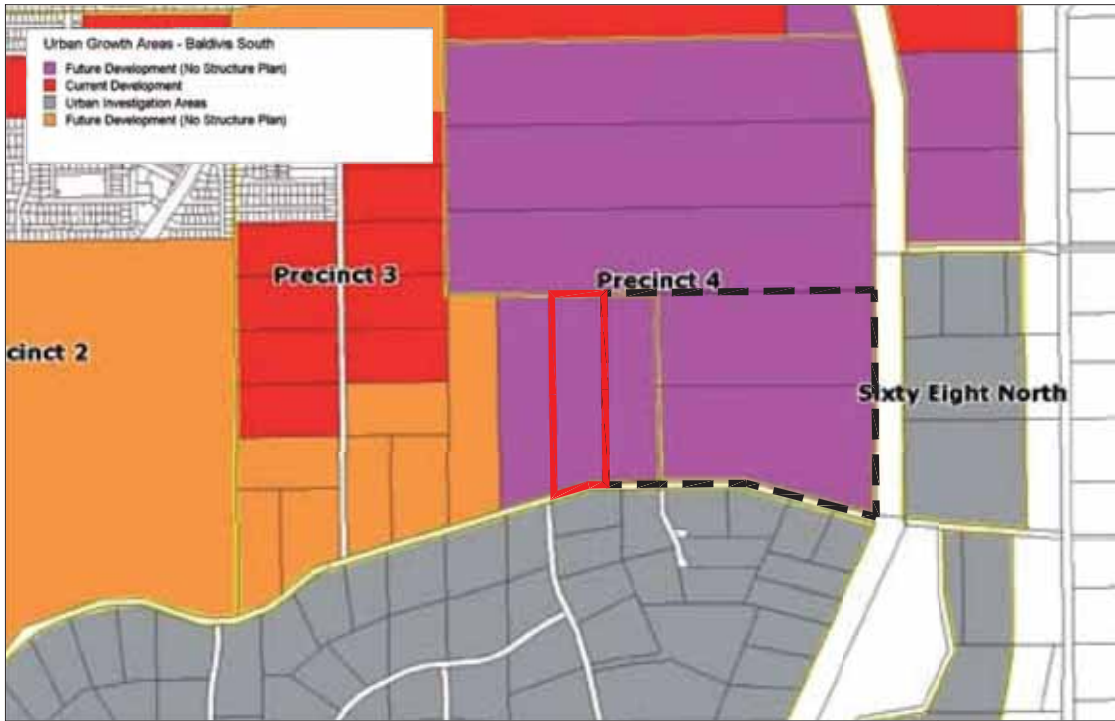 Urban Growth Areas - Baldivis South
Future Development (No Structure Plan)
Current Development
Urban Investigation Areas
Future Development (No Structure Plan)
Precinct 3
Precinct 4
cinct 2
Sixty Eight North